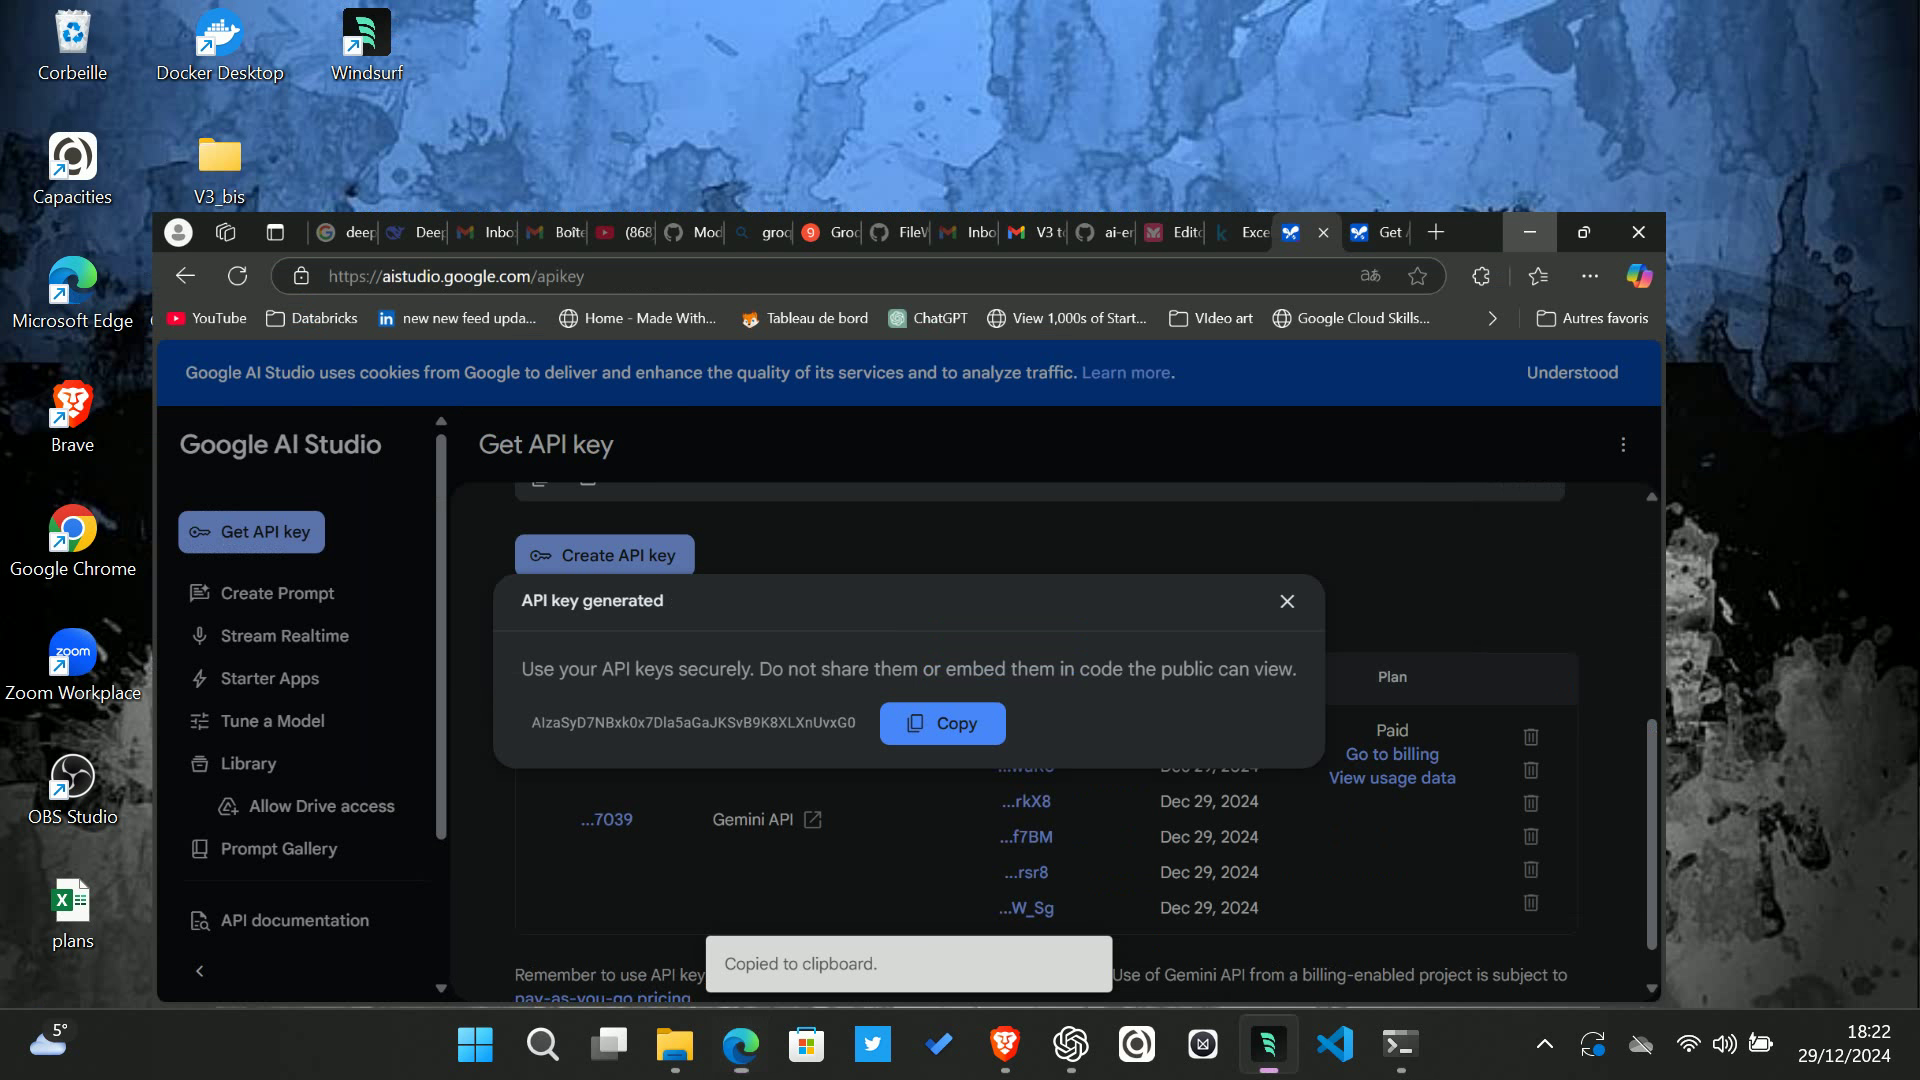 Corbeille
Docker Desktop
Windsurf
Capacities
V3_bis
Microsoft Edge
Brave
Google Chrome
zoom
Zoom Workplace
OBS Studio
plans
deep
Deep
Inbo
Boîte
(868
Mod
groq
9
Groc
FileV
Inbo
V3 to
ai-er
Edito
Exce
Get
https://aistudio.google.com/apikey
YouTube
Databricks
in
new new feed upda...
Home - Made With...
Tableau de bord
ChatGPT
View 1,000s of Start...
VIdeo art
Google Cloud Skills...
Autres favoris
Google AI Studio uses cookies from Google to deliver and enhance the quality of its services and to analyze traffic. Learn more.
Understood
Google AI Studio
Get API key
Get API key
Create Prompt
Stream Realtime
Starter Apps
Tune a Model
Library
Allow Drive access
Prompt Gallery
API documentation
Create API key
API key generated
Use your API keys securely. Do not share them or embed them in code the public can view.
AIzaSyD7NBxk0x7Dla5aGaJKSvB9K8XLXnUvxG0
Copy
Plan
Paid
Go to billing
View usage data
...7039
Gemini API
Dec 29, 2024
...rkX8
Dec 29, 2024
...f7BM
Dec 29, 2024
...rsr8
Dec 29, 2024
...W_Sg
Dec 29, 2024
Copied to clipboard.
Remember to use API key
Use of Gemini API from a billing-enabled project is subject to
pay-as-you-go pricing
5°
18:22
29/12/2024